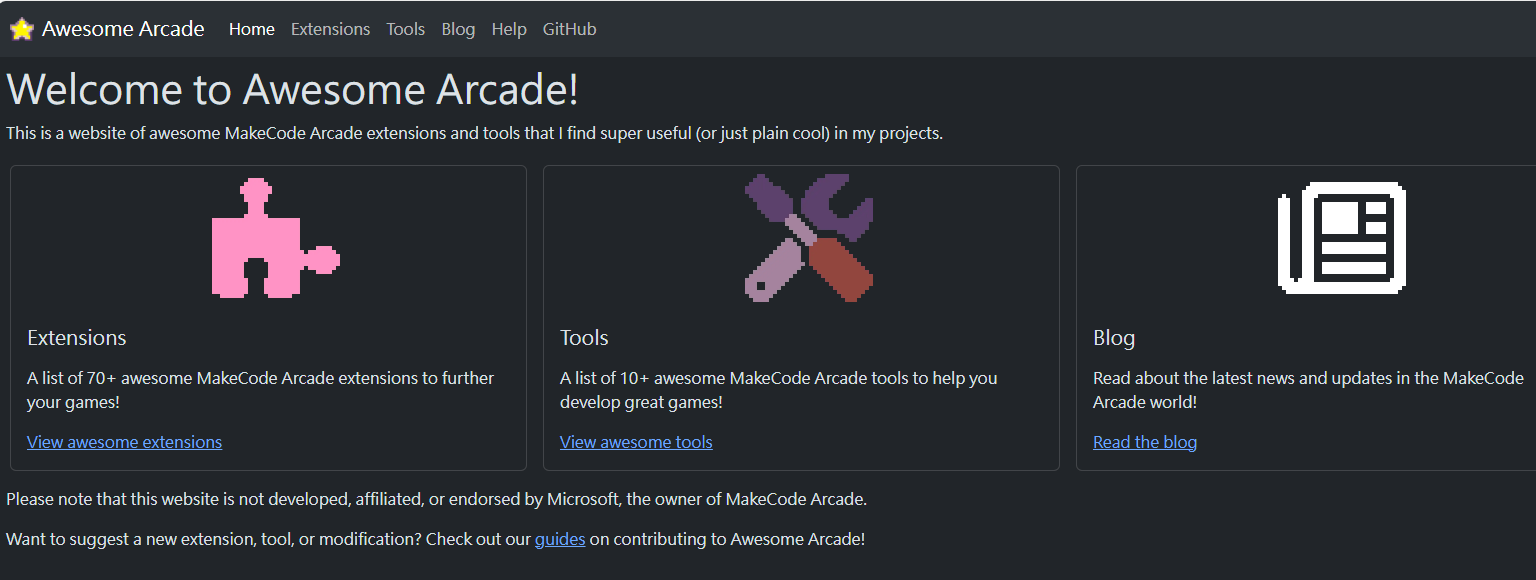 Awesome Arcade Home Extensions Tools Blog Help GitHub
Welcome to Awesome Arcade!
This is a website of awesome MakeCode Arcade extensions and tools that I find super useful (or just plain cool) in my projects.
Extensions
A list of 70+ awesome MakeCode Arcade extensions to further
your games!
View awesome extensions
Tools
A list of 10+ awesome MakeCode Arcade tools to help you
develop great games!
View awesome tools
Blog
Read about the latest news and updates in the MakeCode
Arcade world!
Read the blog
Please note that this website is not developed, affiliated, or endorsed by Microsoft, the owner of MakeCode Arcade.
Want to suggest a new extension, tool, or modification? Check out our guides on contributing to Awesome Arcade!